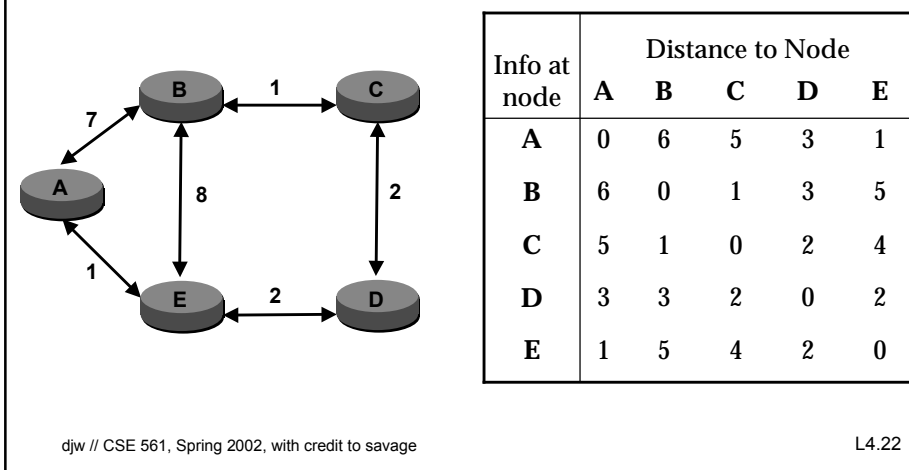 B
1
C
7
A
8
2
1
E
2
D
Info at node
Distance to Node
A B C D E
A 0 6 5 3 1
B 6 0 1 3 5
C 5 1 0 2 4
D 3 3 2 0 2
E 1 5 4 2 0
djw // CSE 561, Spring 2002, with credit to savage
L4.22